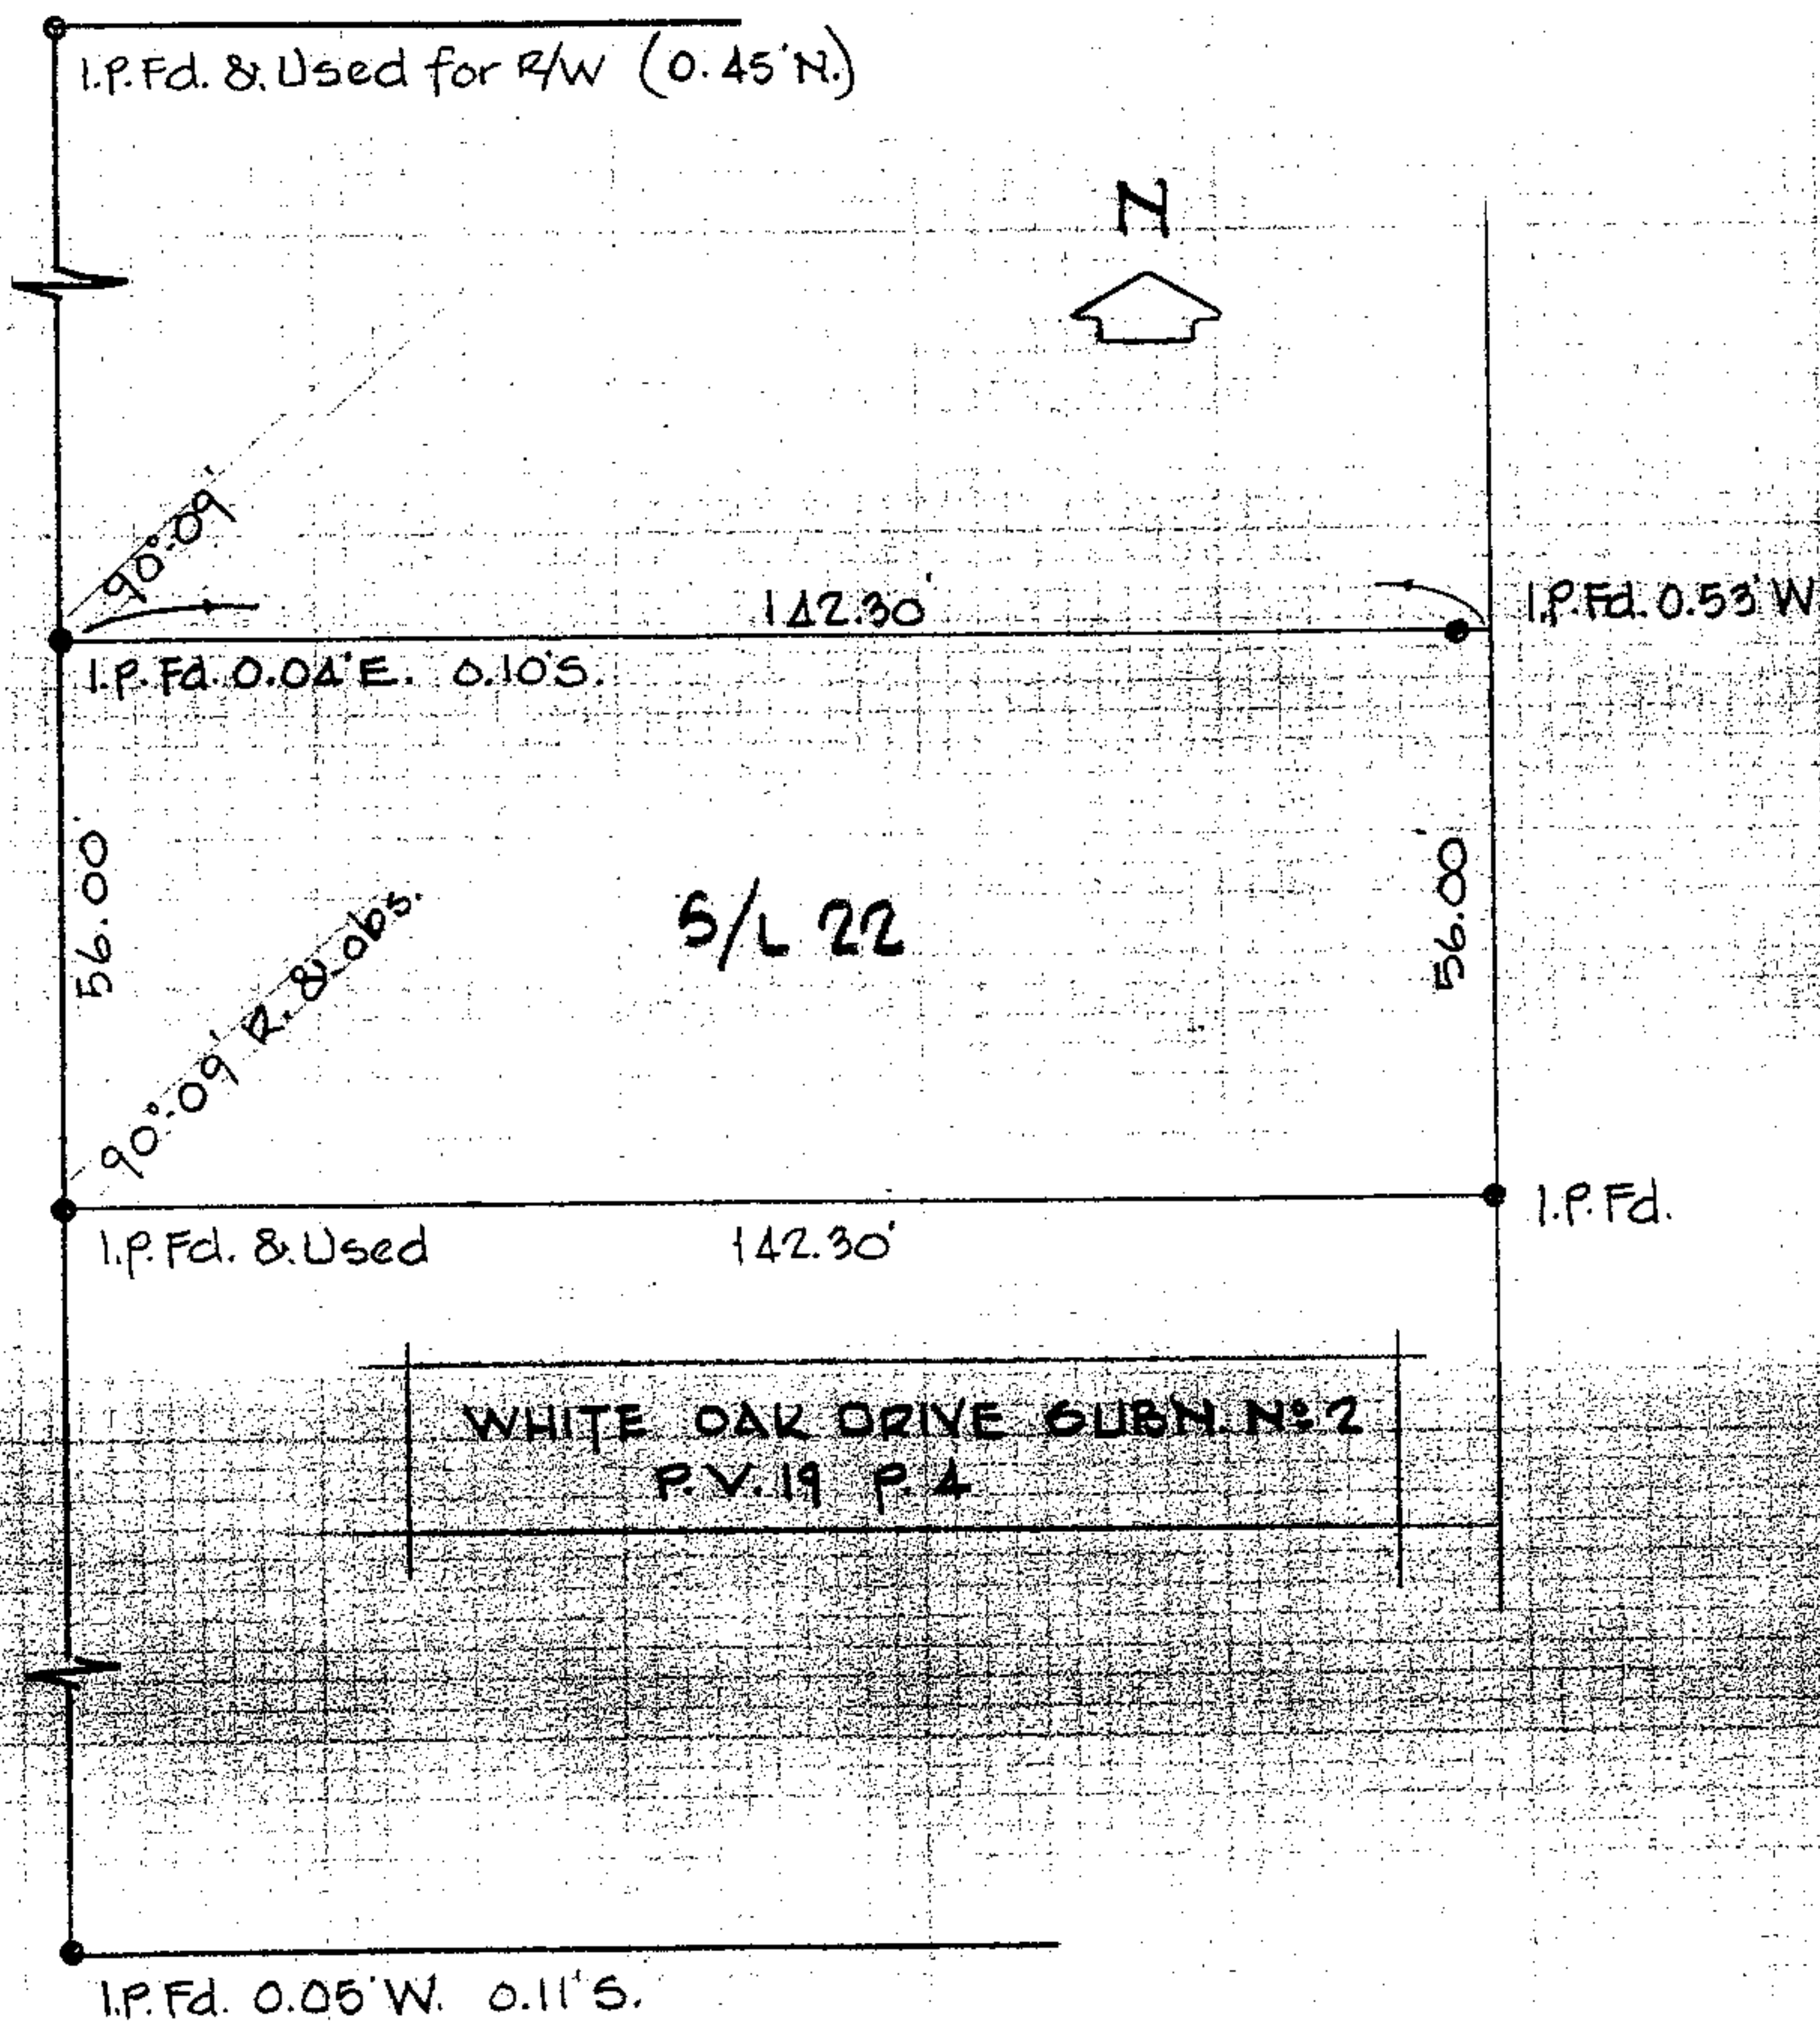 I.P. Fd. & Used for R/W (0.45'N.)
N
90°-09'
142.30'
I.P. Fd. 0.53' W
I.P. Fd. 0.04' E. 0.10' S.
56.00'
S/L 22
56.00'
90°-09' R. & Obs.
I.P. Fd. & Used
142.30'
I.P. Fd.
WHITE OAK DRIVE SUBN. Nº 2
P.V. 19 P. 4
I.P. Fd. 0.05' W. 0.11' S.